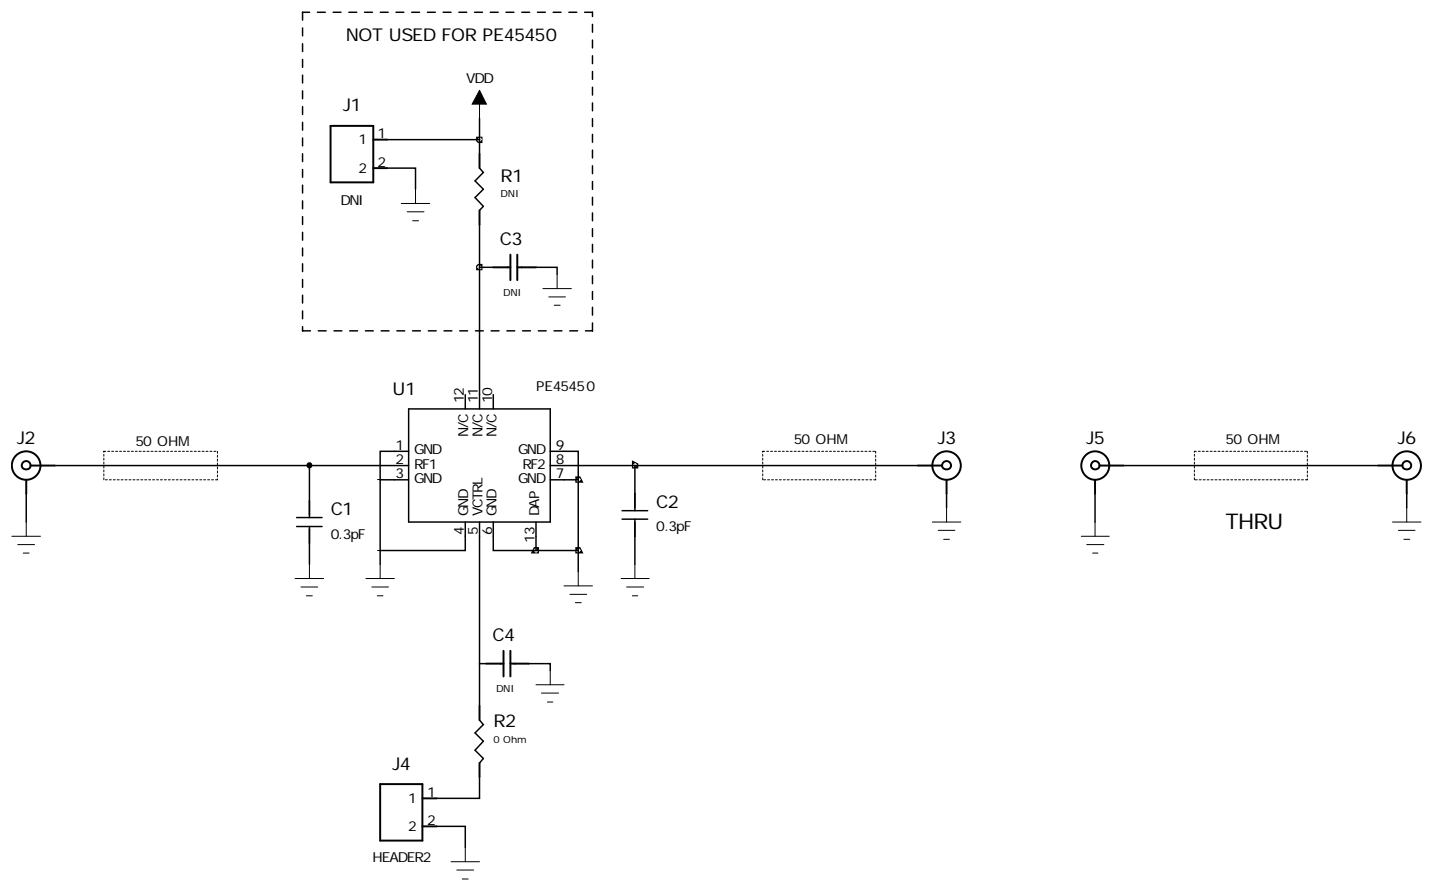 NOT USED FOR PE45450
VDD
J1
1 1
2 2
DNI
R1
DNI
C3
DNI
U1
PE45450
12 11 10
N/C N/C N/C
1 GND
2 RF1
3 GND
GND 9
RF2 8
GND 7
GND VCTRL GND DAP
4 5 6 13
J2
50 OHM
C1
0.3pF
C2
0.3pF
50 OHM
J3
J5
50 OHM
J6
THRU
C4
DNI
R2
0 Ohm
J4
1 1
2 2
HEADER2